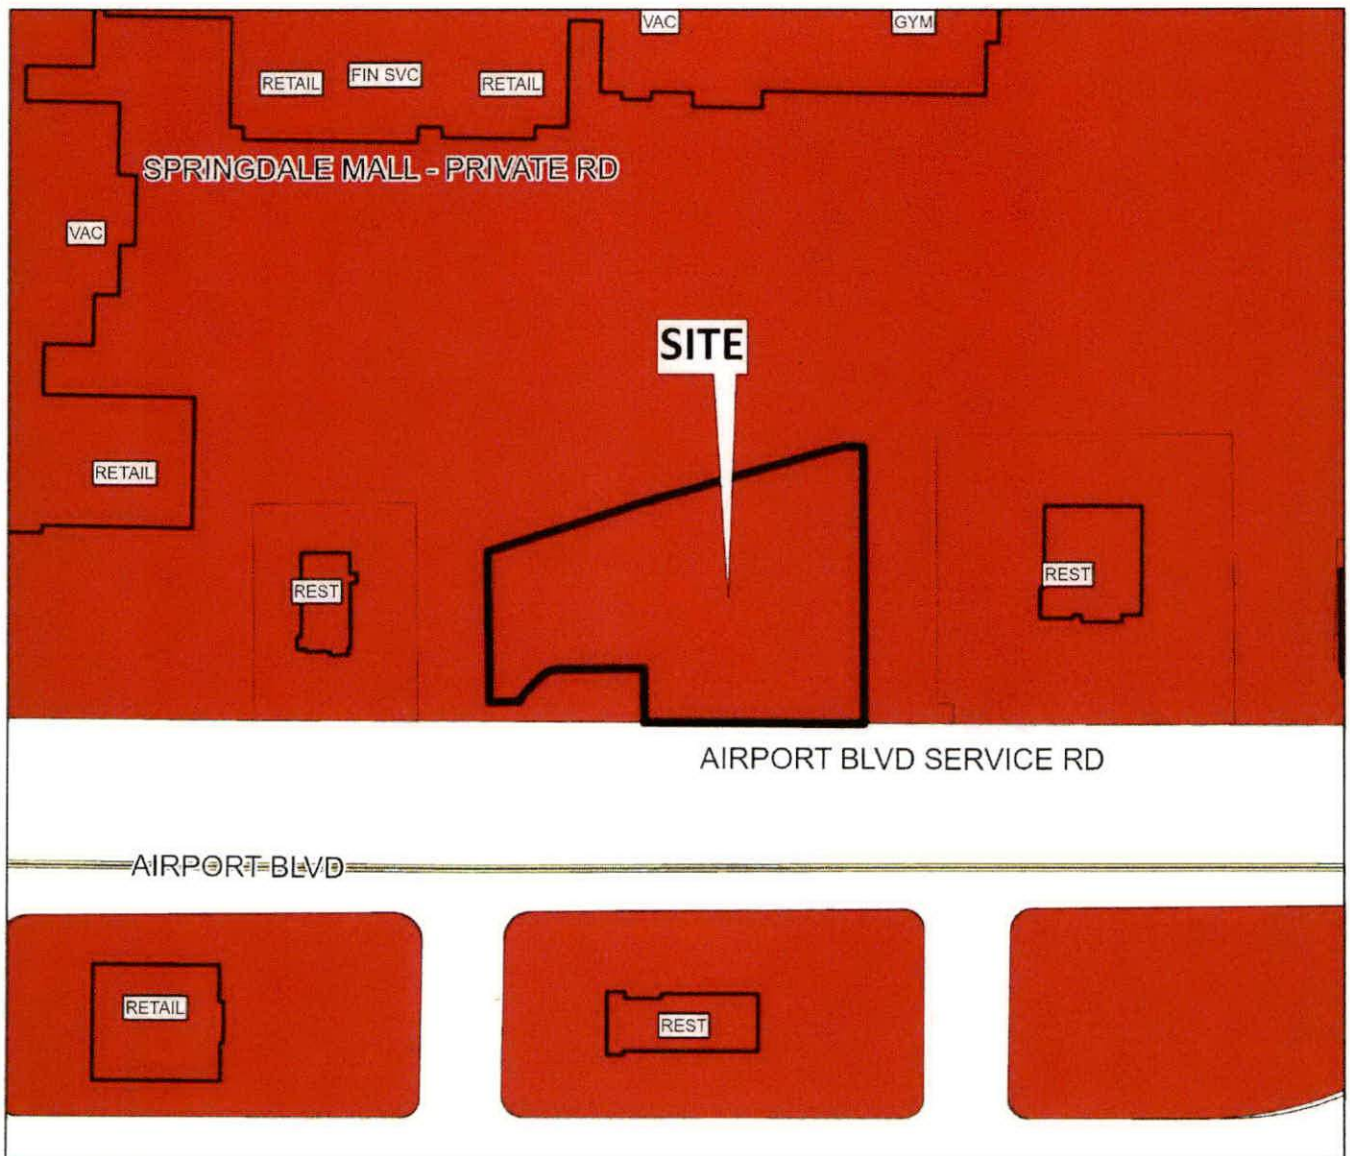 VAC
GYM
RETAIL
FIN SVC
RETAIL
SPRINGDALE MALL - PRIVATE RD
VAC
SITE
RETAIL
REST
REST
AIRPORT BLVD SERVICE RD
AIRPORT BLVD
RETAIL
REST